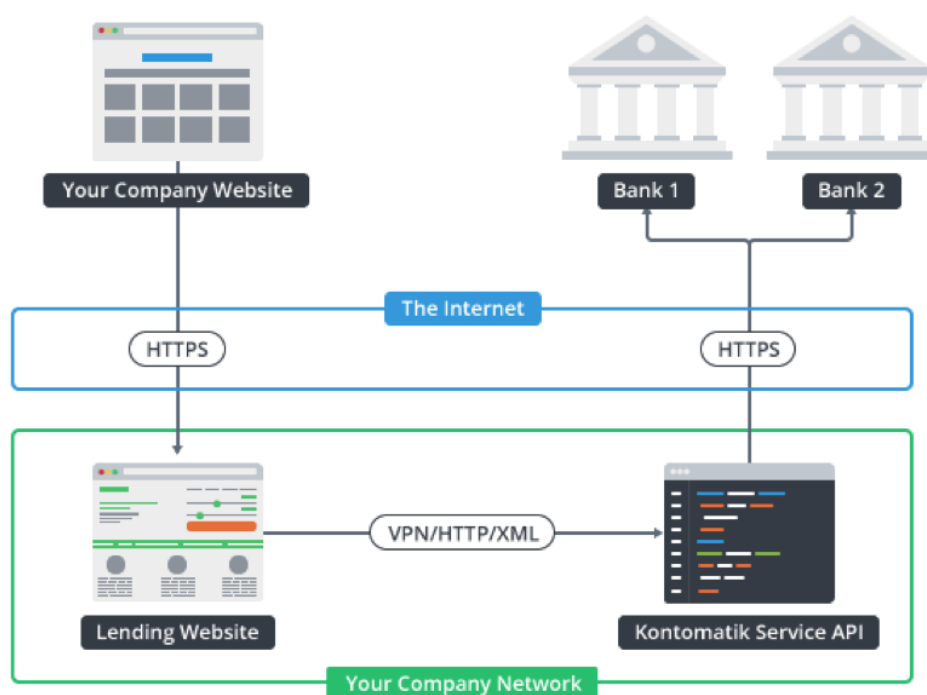 Your Company Website
Bank 1
Bank 2
The Internet
HTTPS
HTTPS
VPN/HTTP/XML
Lending Website
Kontomatik Service API
Your Company Network